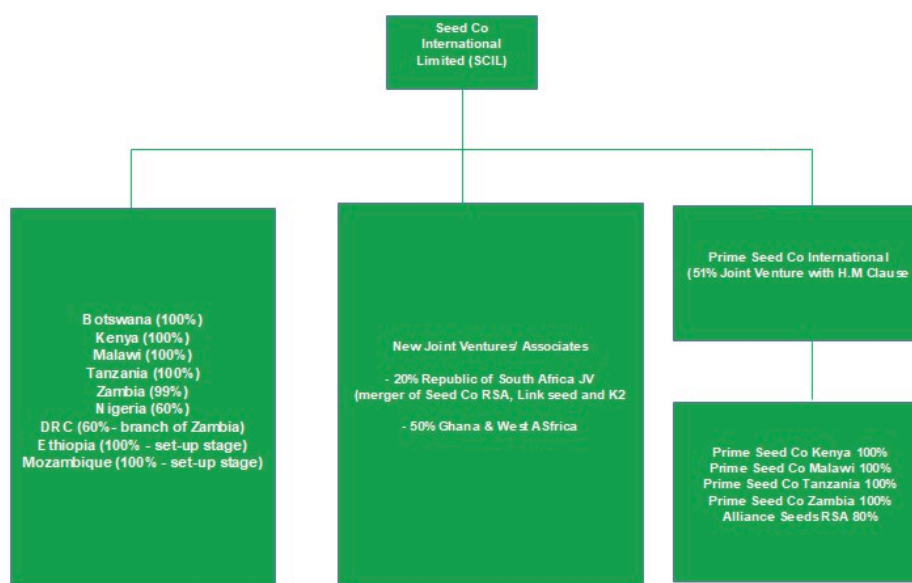 Seed Co
International
Limited (SCIL)
Botswana (100%)
Kenya (100%)
Malawi (100%)
Tanzania (100%)
Zambia (99%)
Nigeria (60%)
DRC (60% - branch of Zambia)
Ethiopia (100% - set-up stage)
Mozambique (100% - set-up stage)
New Joint Ventures/ Associates
- 20% Republic of South Africa JV
(merger of Seed Co RSA, Link seed and K2
- 50% Ghana & West ASfrica
Prime Seed Co International
(51% Joint Venture with H.M Clause
Prime Seed Co Kenya 100%
Prime Seed Co Malawi 100%
Prime Seed Co Tanzania 100%
Prime Seed Co Zambia 100%
Alliance Seeds RSA 80%